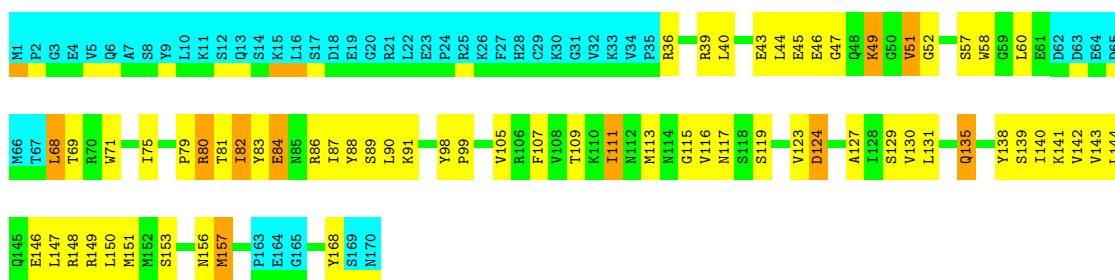 M1 P2 G3 E4 V5 Q6 A7 S8 Y9 L10 K11 S12 Q13 S14 K15 L16 S17 D18 E19 G20 R21 L22 E23 P24 R25 K26 F27 H28 C29 K30 G31 V32 K33 V34 P35 R36 R39 L40 E43 L44 E45 E46 G47 Q48 K49 G50 V51 G52 S57 W58 G59 L60 E61 D62 D63 E64
M66 T67 L68 T69 R70 W71 I75 P79 R80 T81 I82 Y83 E84 N85 R86 I87 Y88 S89 L90 K91 Y98 P99 V105 R106 F107 V108 T109 K110 I111 N112 M113 N114 G115 V116 N117 S118 S119 V123 D124 A127 I128 S129 V130 L131 Q135 Y138 S139 I140 K141 V142 V143 L144
Q145 E146 L147 R148 R149 L150 M151 M152 S153 N156 M157 P163 E164 G165 Y168 S169 N170